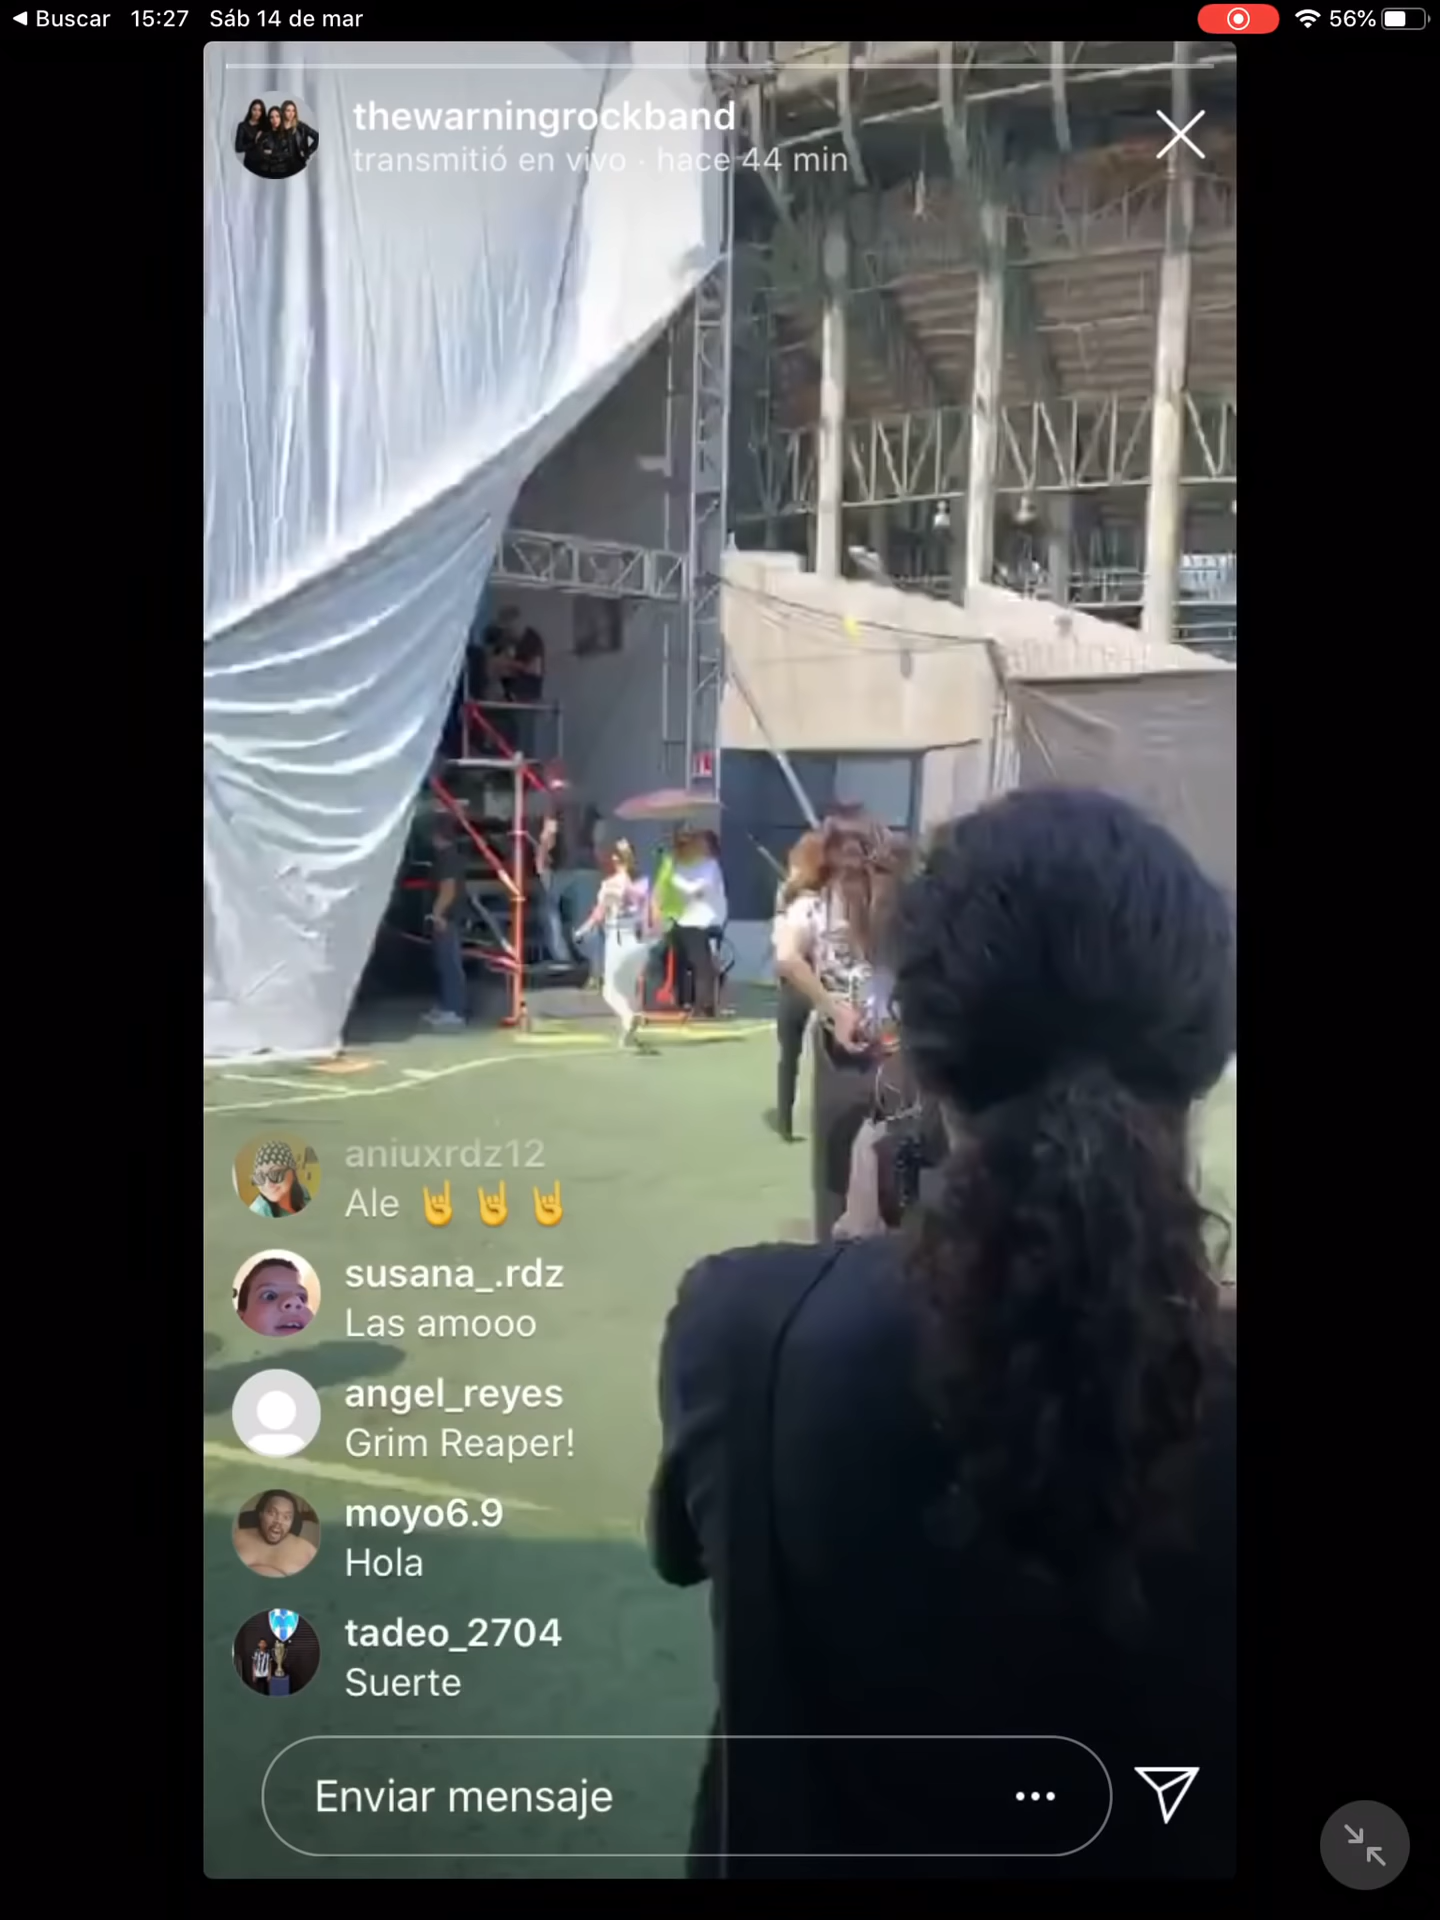 Buscar 15:27 Sáb 14 de mar 56%
thewarningrockband
transmitió en vivo · hace 44 min
aniuxrdz12
Ale 🤘 🤘 🤘
susana_.rdz
Las amooo
angel_reyes
Grim Reaper!
moyo6.9
Hola
tadeo_2704
Suerte
Enviar mensaje